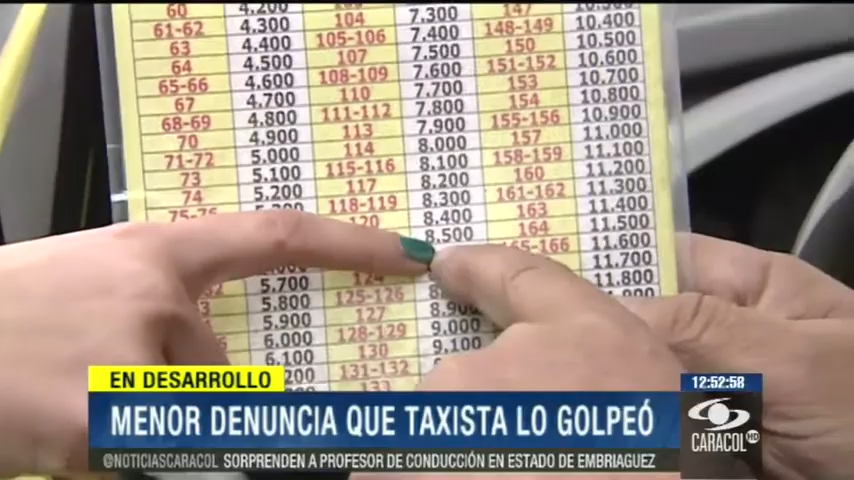 60 4.200 104 7.300 147 10.300
61-62 4.300 105-106 7.400 148-149 10.400
63 4.400 107 7.500 150 10.500
64 4.500 108-109 7.600 151-152 10.600
65-66 4.600 110 7.700 153 10.700
67 4.700 111-112 7.800 154 10.800
68-69 4.800 113 7.900 155-156 10.900
70 4.900 114 8.000 157 11.000
71-72 5.000 115-116 8.100 158-159 11.100
73 5.100 117 8.200 160 11.200
74 5.200 118-119 8.300 161-162 11.300
75-76 120 8.400 163 11.400
8.500 164 11.500
165-166 11.600
5.700 124 11.700
5.800 125-126 11.800
5.900 127 8.900
6.000 128-129 9.000
6.100 130 9.100
131-132
133
EN DESARROLLO
12:52:58
MENOR DENUNCIA QUE TAXISTA LO GOLPEÓ
CARACOL HD
@NOTICIASCARACOL SORPRENDEN A PROFESOR DE CONDUCCIÓN EN ESTADO DE EMBRIAGUEZ